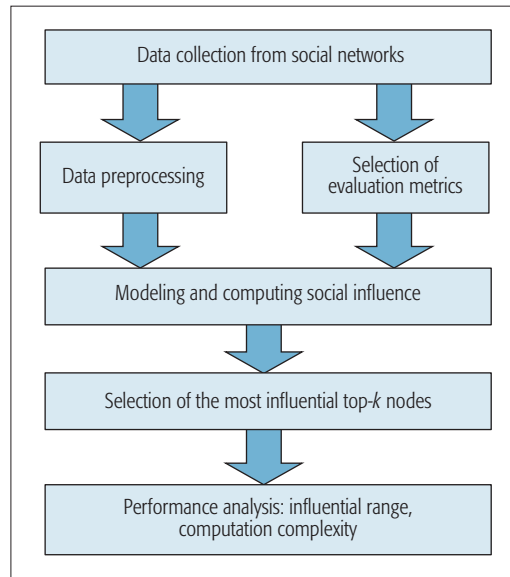 Data collection from social networks
Data preprocessing
Selection of
evaluation metrics
Modeling and computing social influence
Selection of the most influential top-k nodes
Performance analysis: influential range,
computation complexity